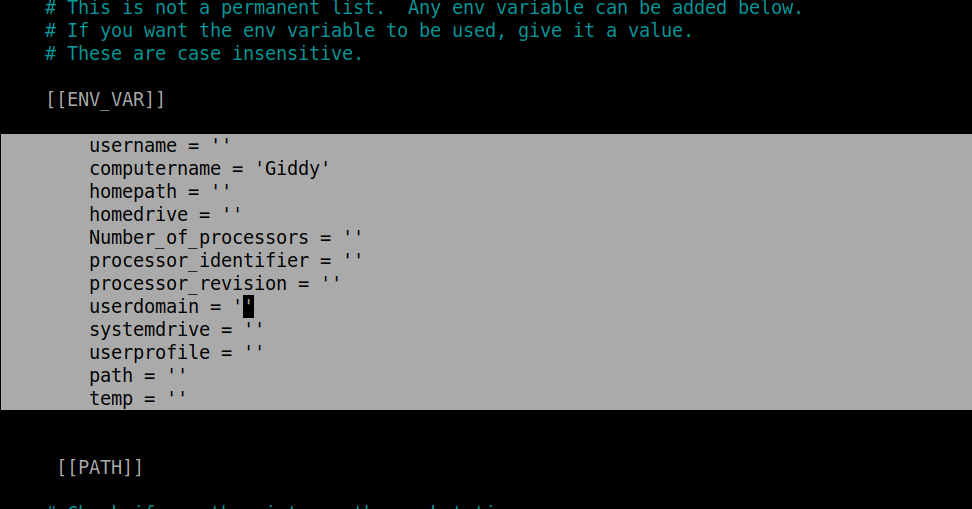 # This is not a permanent list.  Any env variable can be added below.
# If you want the env variable to be used, give it a value.
# These are case insensitive.
[[ENV_VAR]]
username = ''
computername = 'Giddy'
homepath = ''
homedrive = ''
Number_of_processors = ''
processor_identifier = ''
processor_revision = ''
userdomain = ''
systemdrive = ''
userprofile = ''
path = ''
temp = ''
[[PATH]]